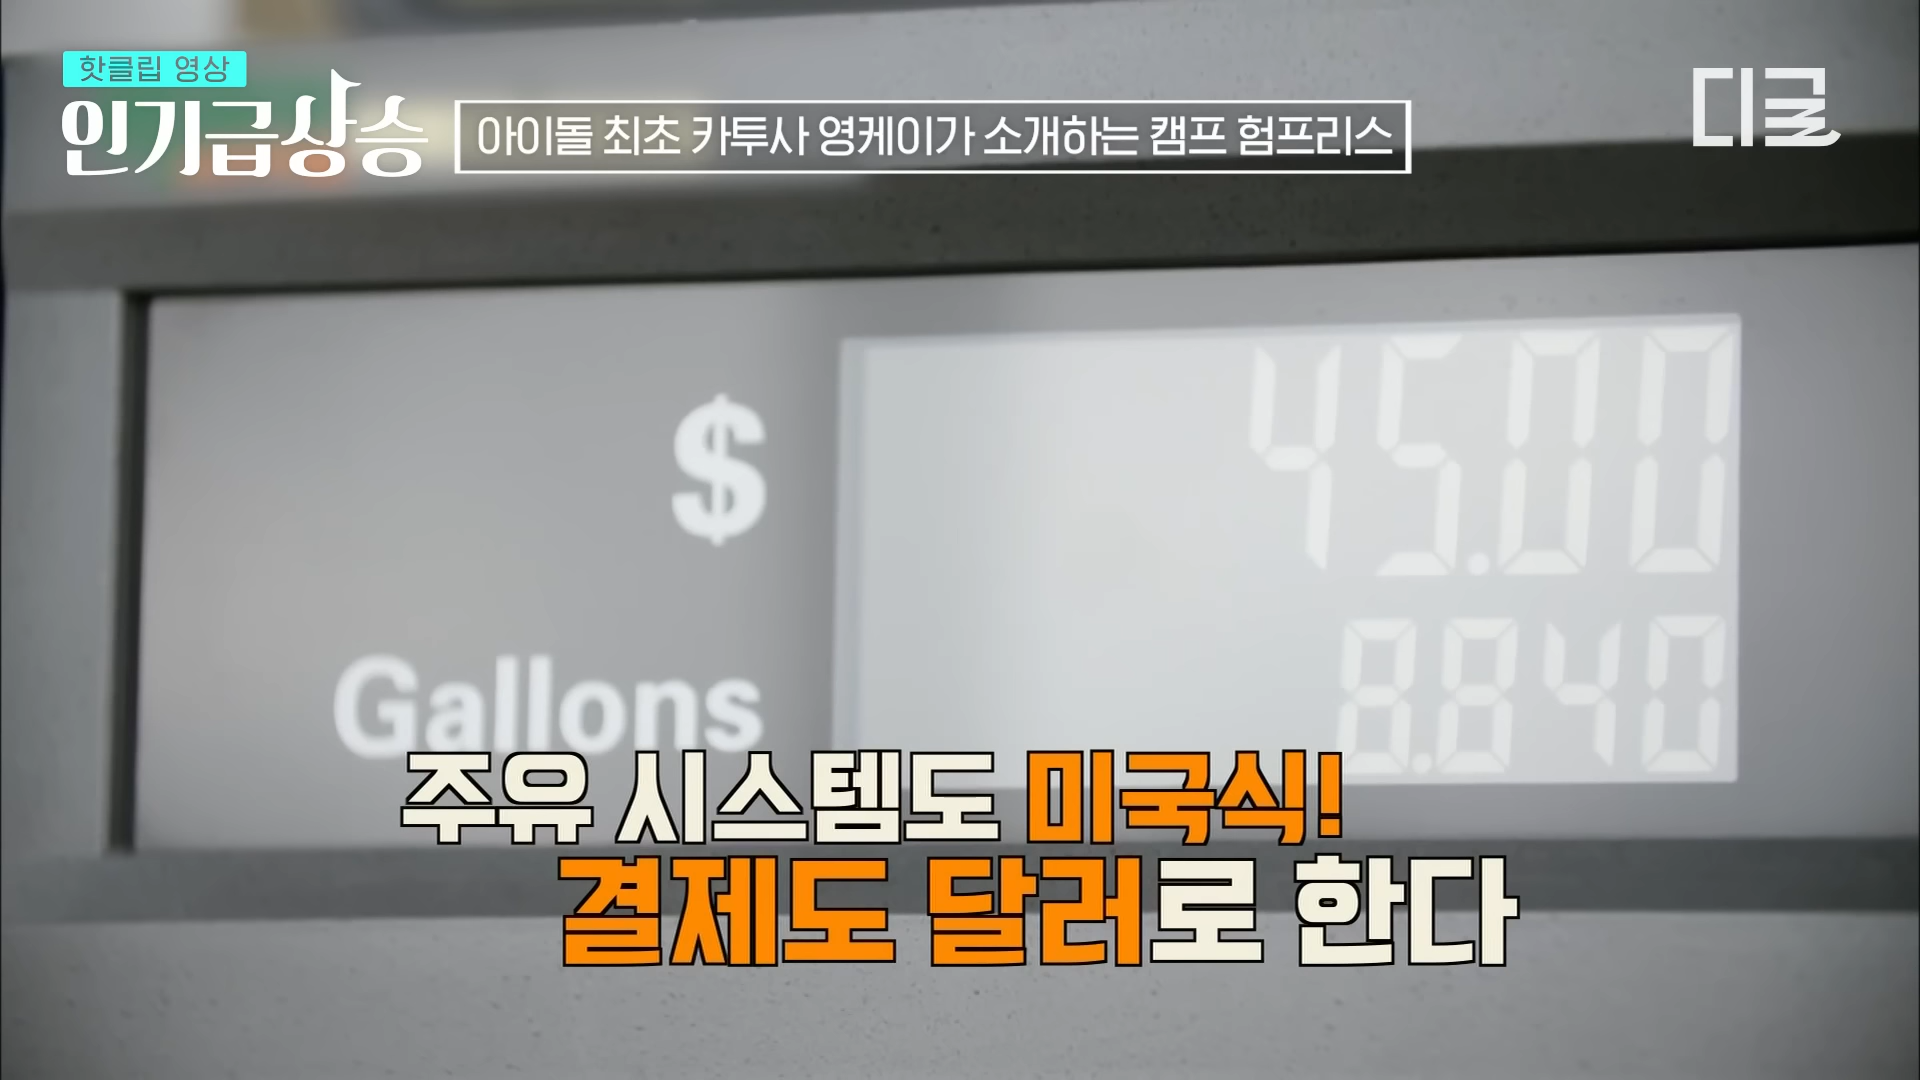 핫클립 영상
인기급상승
아이돌 최초 카투사 영케이가 소개하는 캠프 험프리스
디글
$ 45.00
Gallons 8.840
주유 시스템도 미국식!
결제도 달러로 한다